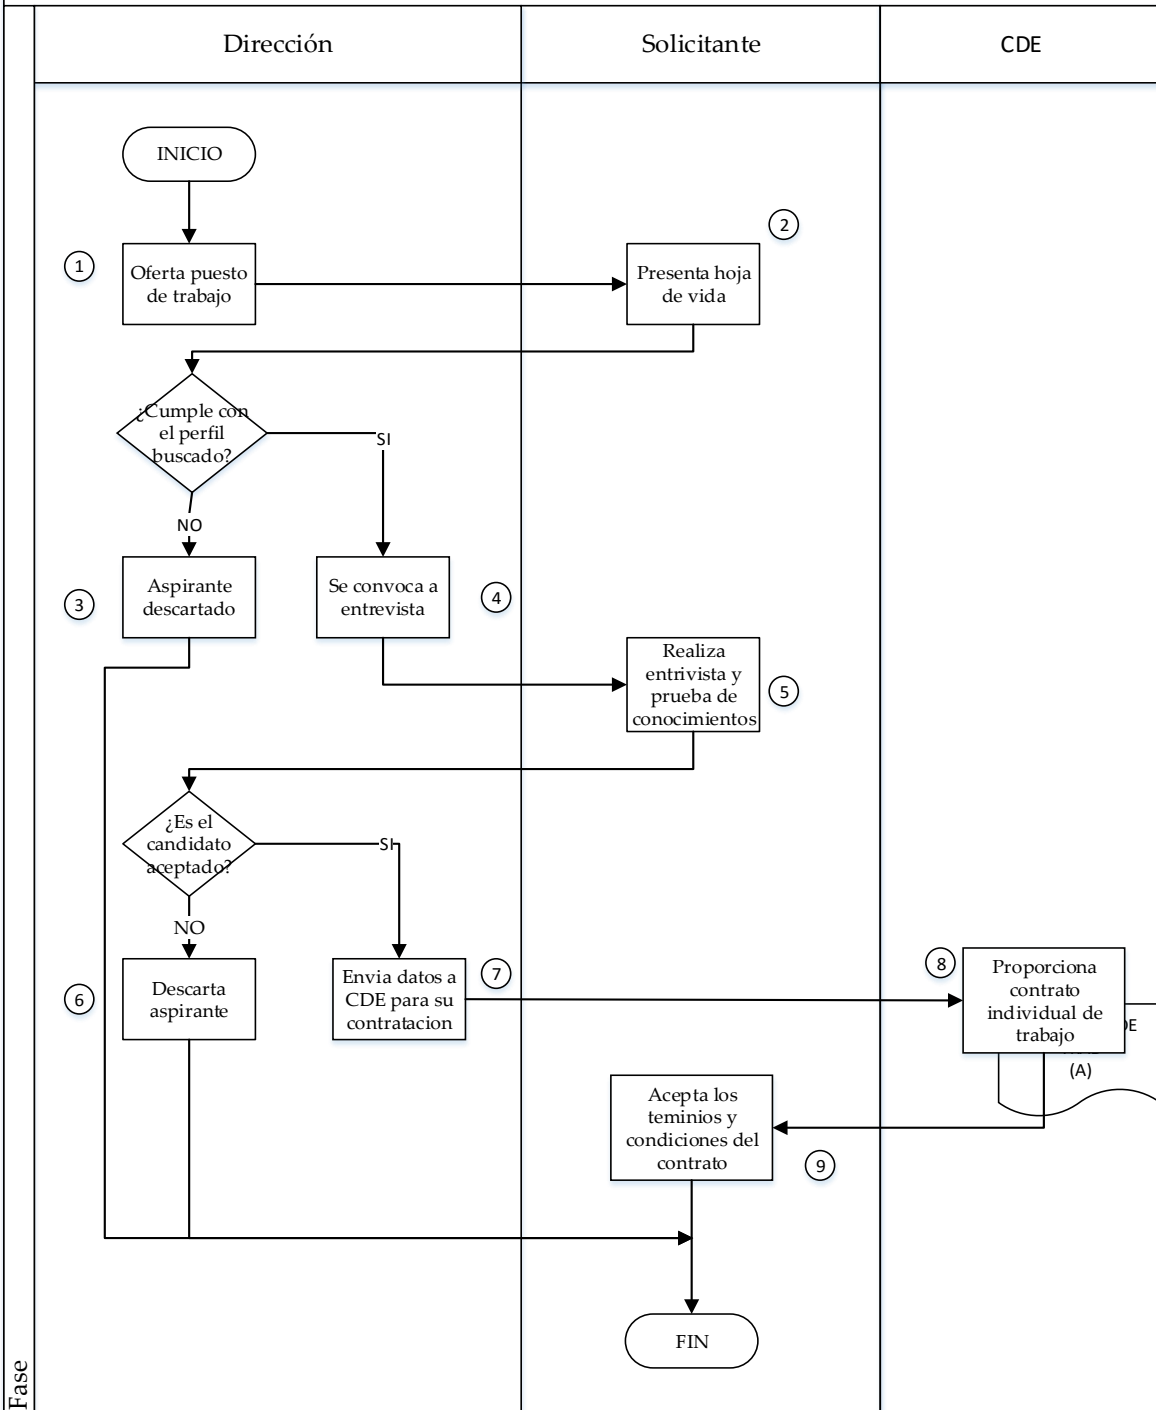 Dirección
Solicitante
CDE
INICIO
2
1
Oferta puesto
de trabajo
Presenta hoja
de vida
¿Cumple con
el perfil
buscado?
SI
NO
3
Aspirante
descartado
Se convoca a
entrevista
4
Realiza
entrivista y
prueba de
conocimientos
5
¿Es el
candidato
aceptado?
SI
NO
6
Descarta
aspirante
Envia datos a
CDE para su
contratacion
7
8
Proporciona
contrato
individual de
trabajo
(A)
Acepta los
teminios y
condiciones del
contrato
9
FIN
Fase